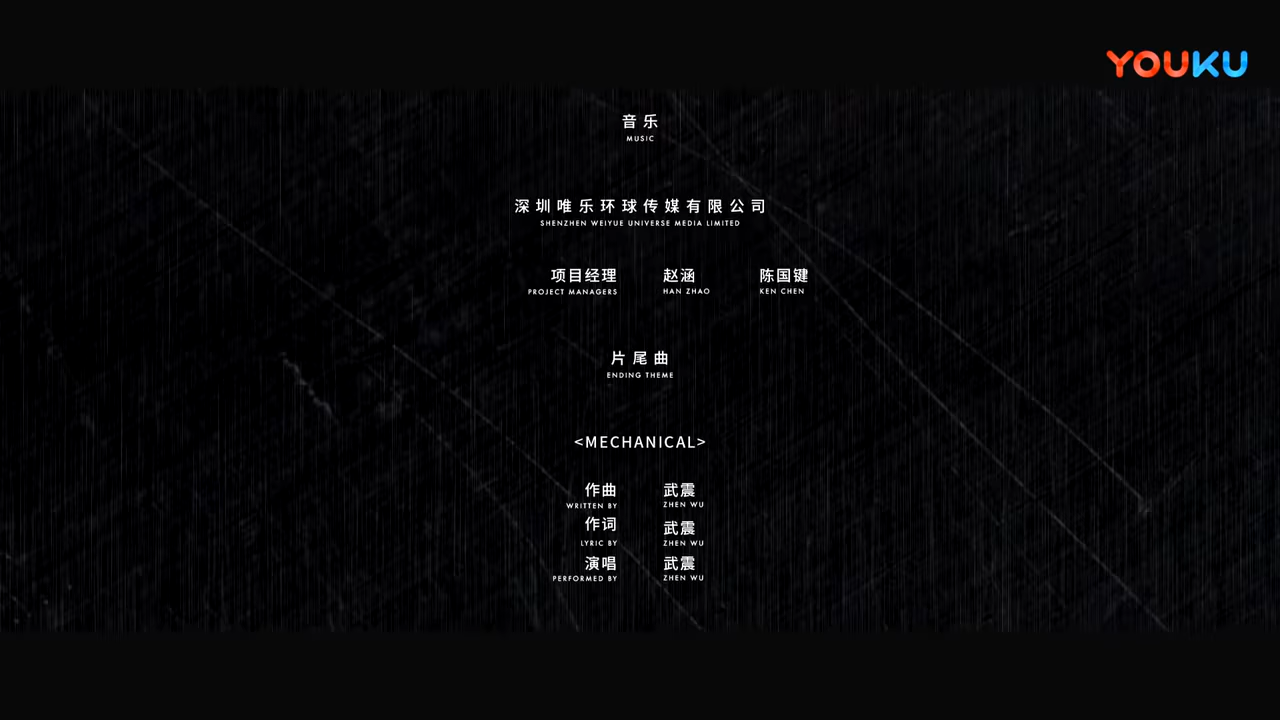 YOUKU
音乐
MUSIC
深圳唯乐环球传媒有限公司
SHENZHEN WEIYUE UNIVERSE MEDIA LIMITED
项目经理 赵涵 陈国键
PROJECT MANAGERS HAN ZHAO KEN CHEN
片尾曲
ENDING THEME
<MECHANICAL>
作曲 武震
WRITTEN BY ZHEN WU
作词 武震
LYRIC BY ZHEN WU
演唱 武震
PERFORMED BY ZHEN WU